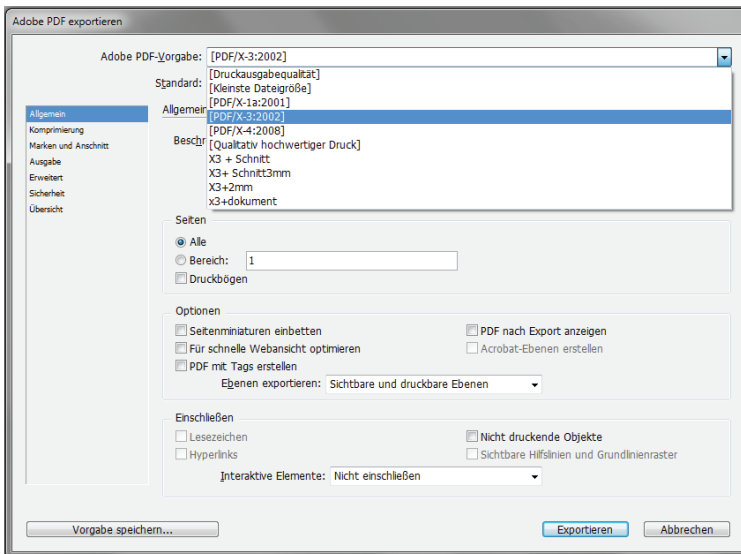 Adobe PDF exportieren
Adobe PDF-Vorgabe: [PDF/X-3:2002]
[Druckausgabequalität]
Standard: [Kleinste Dateigröße]
[PDF/X-1a:2001]
Allgemein
[PDF/X-3:2002]
[PDF/X-4:2008]
Beschr [Qualitativ hochwertiger Druck]
X3 + Schnitt
X3+ Schnitt3mm
X3+2mm
x3+dokument
Allgemein
Komprimierung
Marken und Anschnitt
Ausgabe
Erweitert
Sicherheit
Übersicht
Seiten
Alle
Bereich: 1
Druckbögen
Optionen
Seitenminiaturen einbetten PDF nach Export anzeigen
Für schnelle Webansicht optimieren Acrobat-Ebenen erstellen
PDF mit Tags erstellen
Ebenen exportieren: Sichtbare und druckbare Ebenen
Einschließen
Lesezeichen Nicht druckende Objekte
Hyperlinks Sichtbare Hilfslinien und Grundlinienraster
Interaktive Elemente: Nicht einschließen
Vorgabe speichern... Exportieren Abbrechen